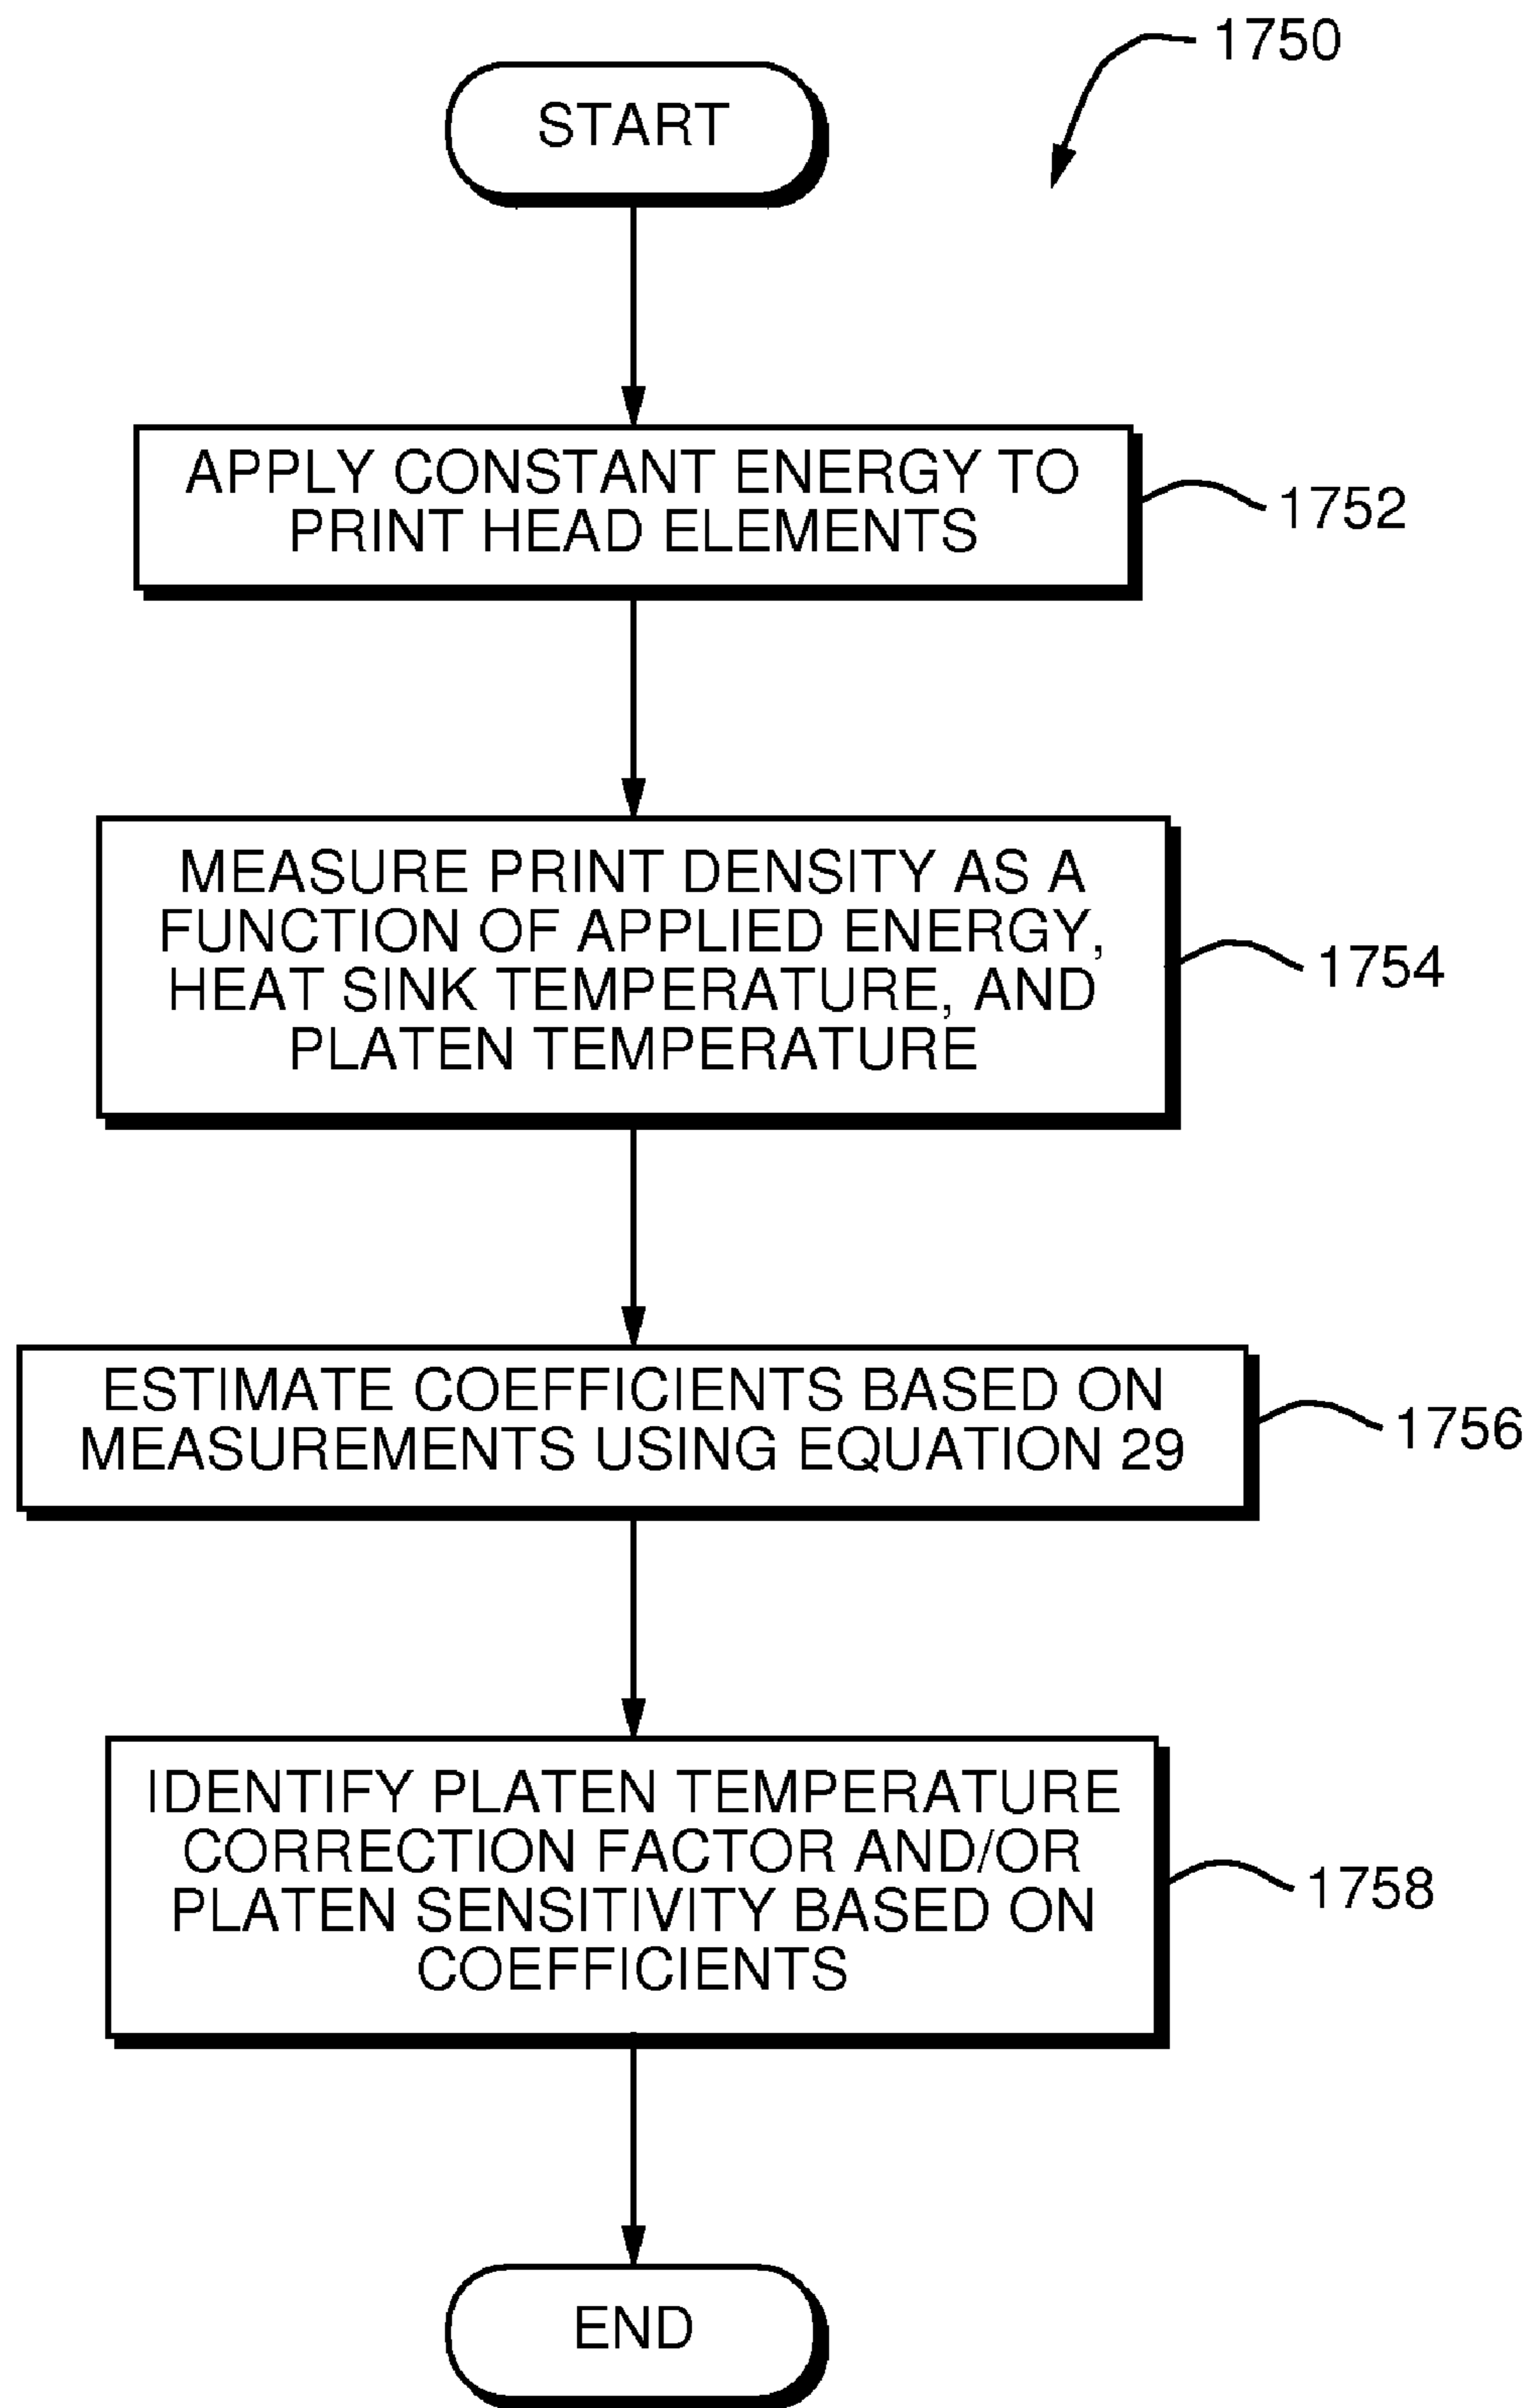 1750
START
APPLY CONSTANT ENERGY TO
PRINT HEAD ELEMENTS
1752
MEASURE PRINT DENSITY AS A
FUNCTION OF APPLIED ENERGY,
HEAT SINK TEMPERATURE, AND
PLATEN TEMPERATURE
1754
ESTIMATE COEFFICIENTS BASED ON
MEASUREMENTS USING EQUATION 29
1756
IDENTIFY PLATEN TEMPERATURE
CORRECTION FACTOR AND/OR
PLATEN SENSITIVITY BASED ON
COEFFICIENTS
1758
END